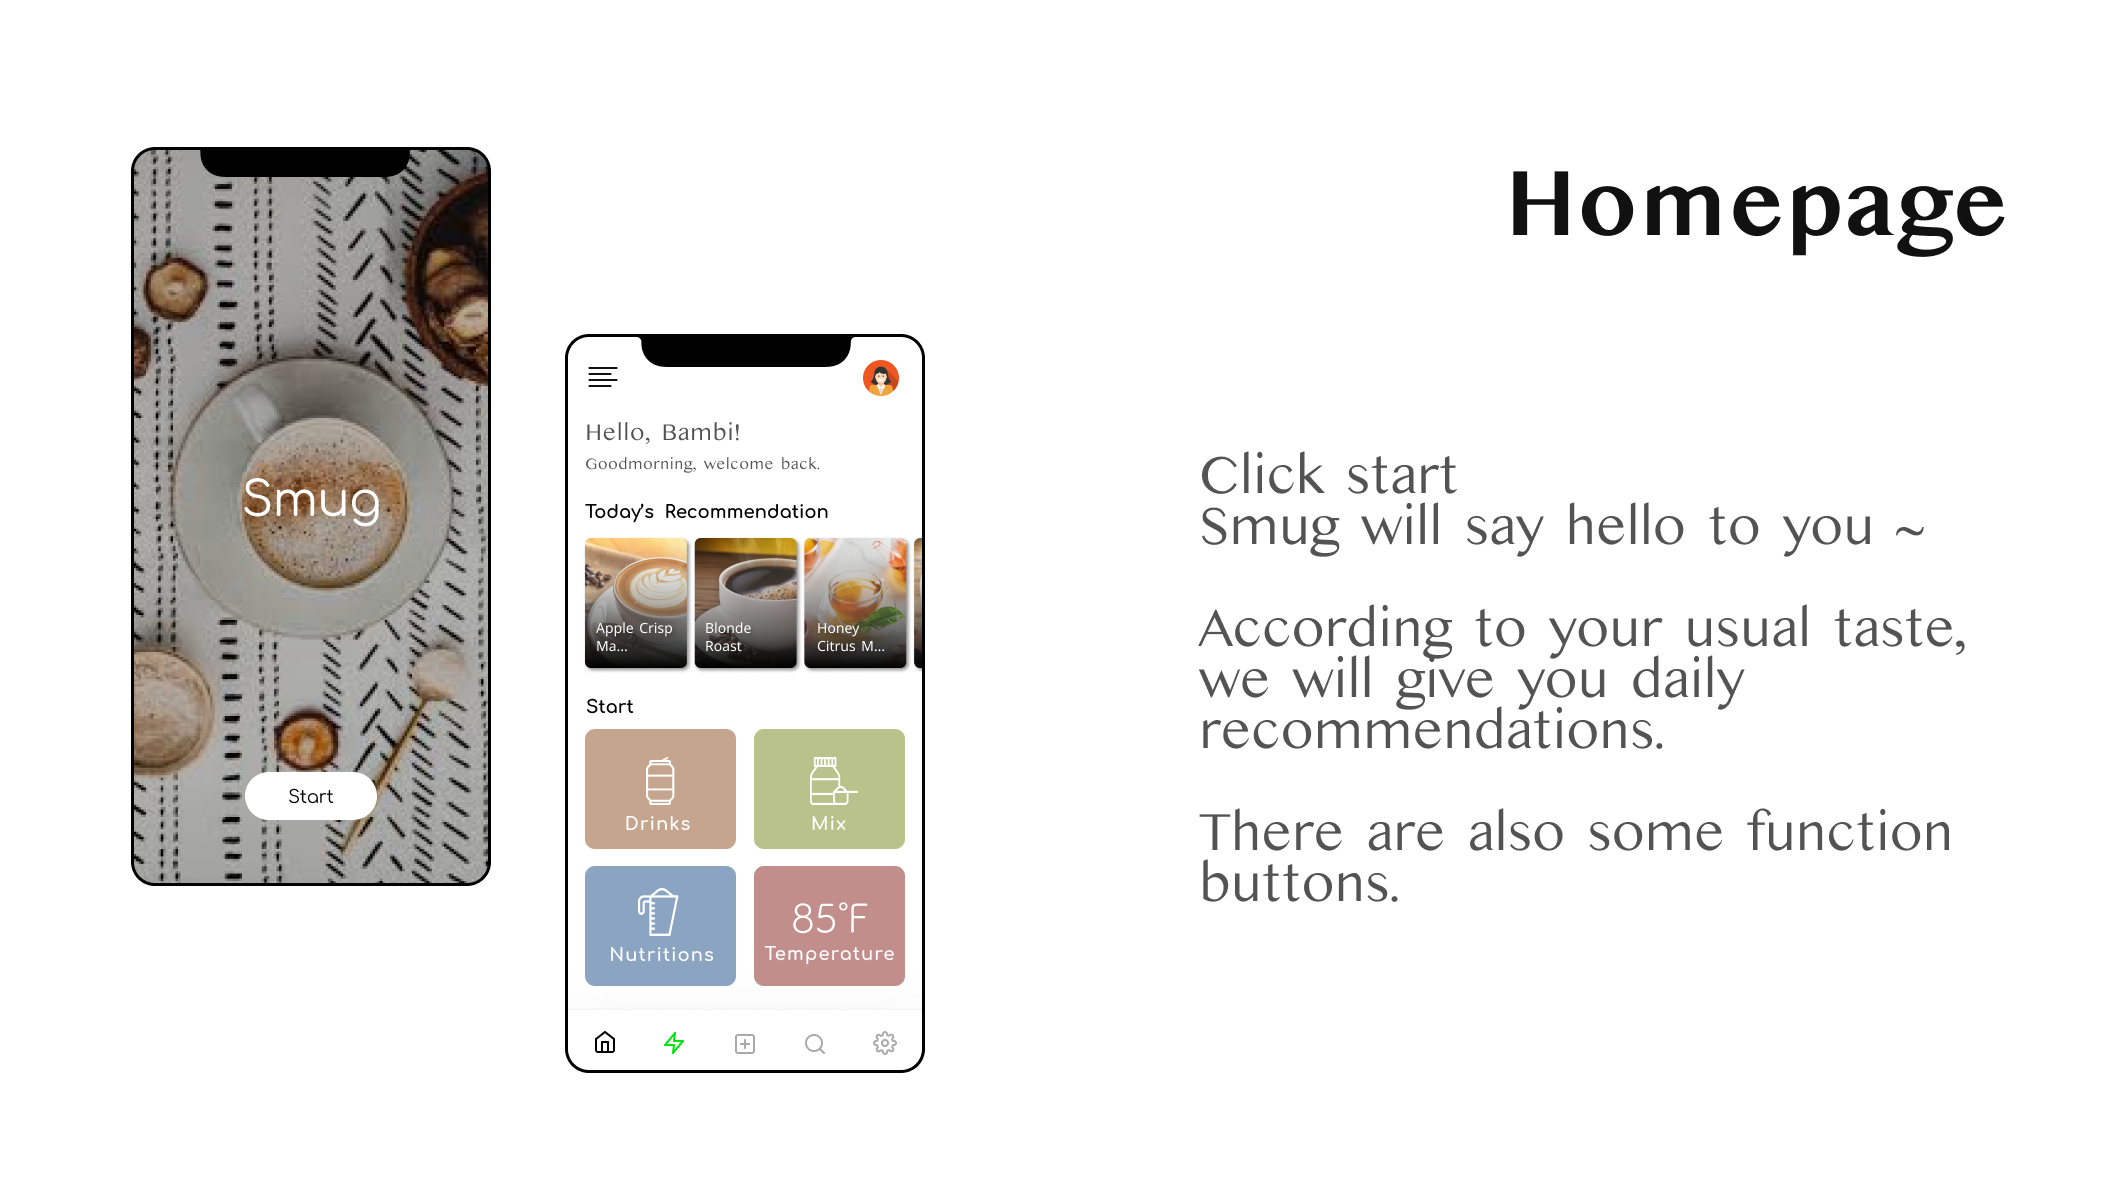 Homepage
Smug
Start
Hello, Bambi!
Goodmorning, welcome back.
Today's Recommendation
Apple Crisp
Ma...
Blonde
Roast
Honey
Citrus M...
Start
Drinks
Mix
Nutritions
85°F
Temperature
Click start
Smug will say hello to you ~
According to your usual taste,
we will give you daily
recommendations.
There are also some function
buttons.